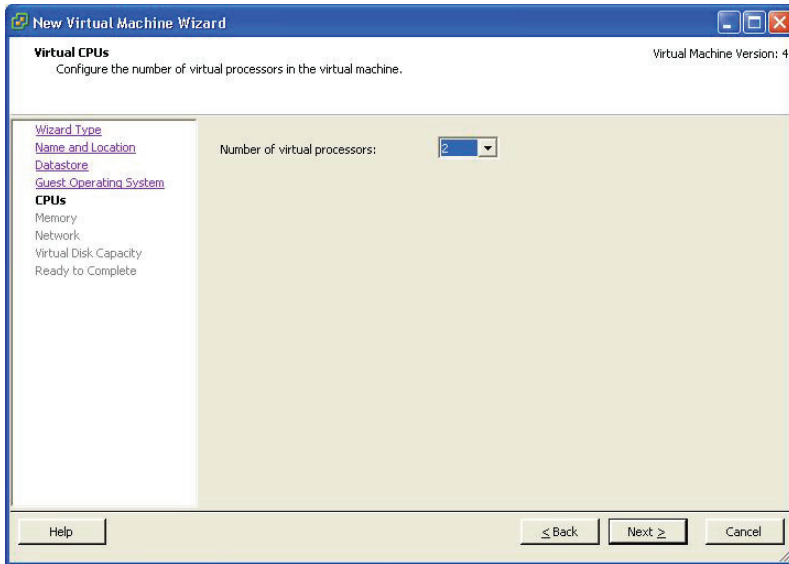 New Virtual Machine Wizard
Virtual CPUs
Configure the number of virtual processors in the virtual machine.
Virtual Machine Version: 4
Wizard Type
Name and Location
Datastore
Guest Operating System
CPUs
Memory
Network
Virtual Disk Capacity
Ready to Complete
Number of virtual processors:
2
Help
< Back
Next >
Cancel